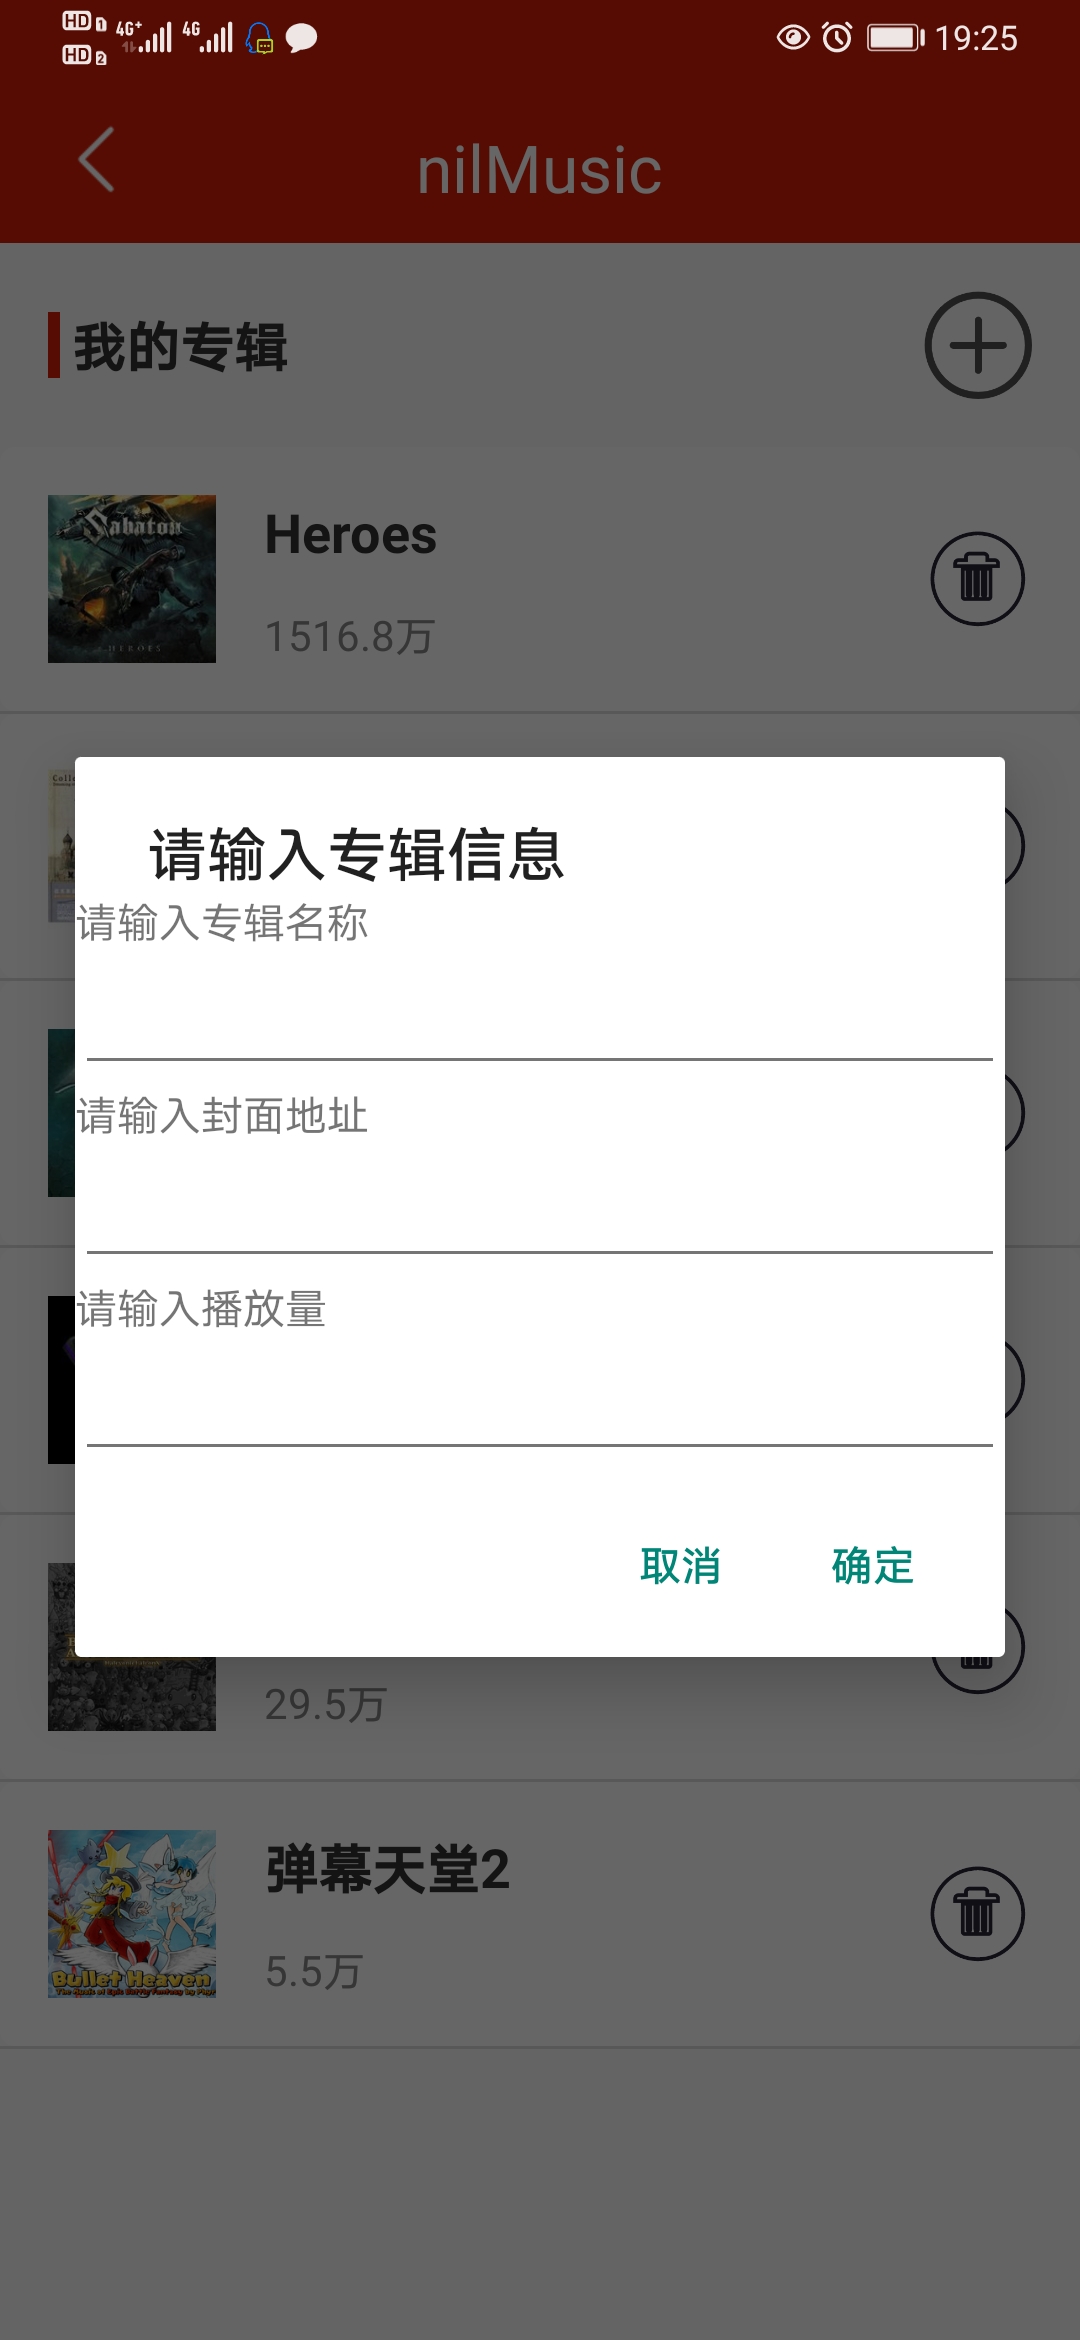 HD 1 4G+ 4G 19:25
HD 2
nilMusic
我的专辑
Sabaton
HEROES
Heroes
1516.8万
请输入专辑信息
请输入专辑名称
请输入封面地址
请输入播放量
取消 确定
29.5万
弹幕天堂2
5.5万
Bullet Heaven